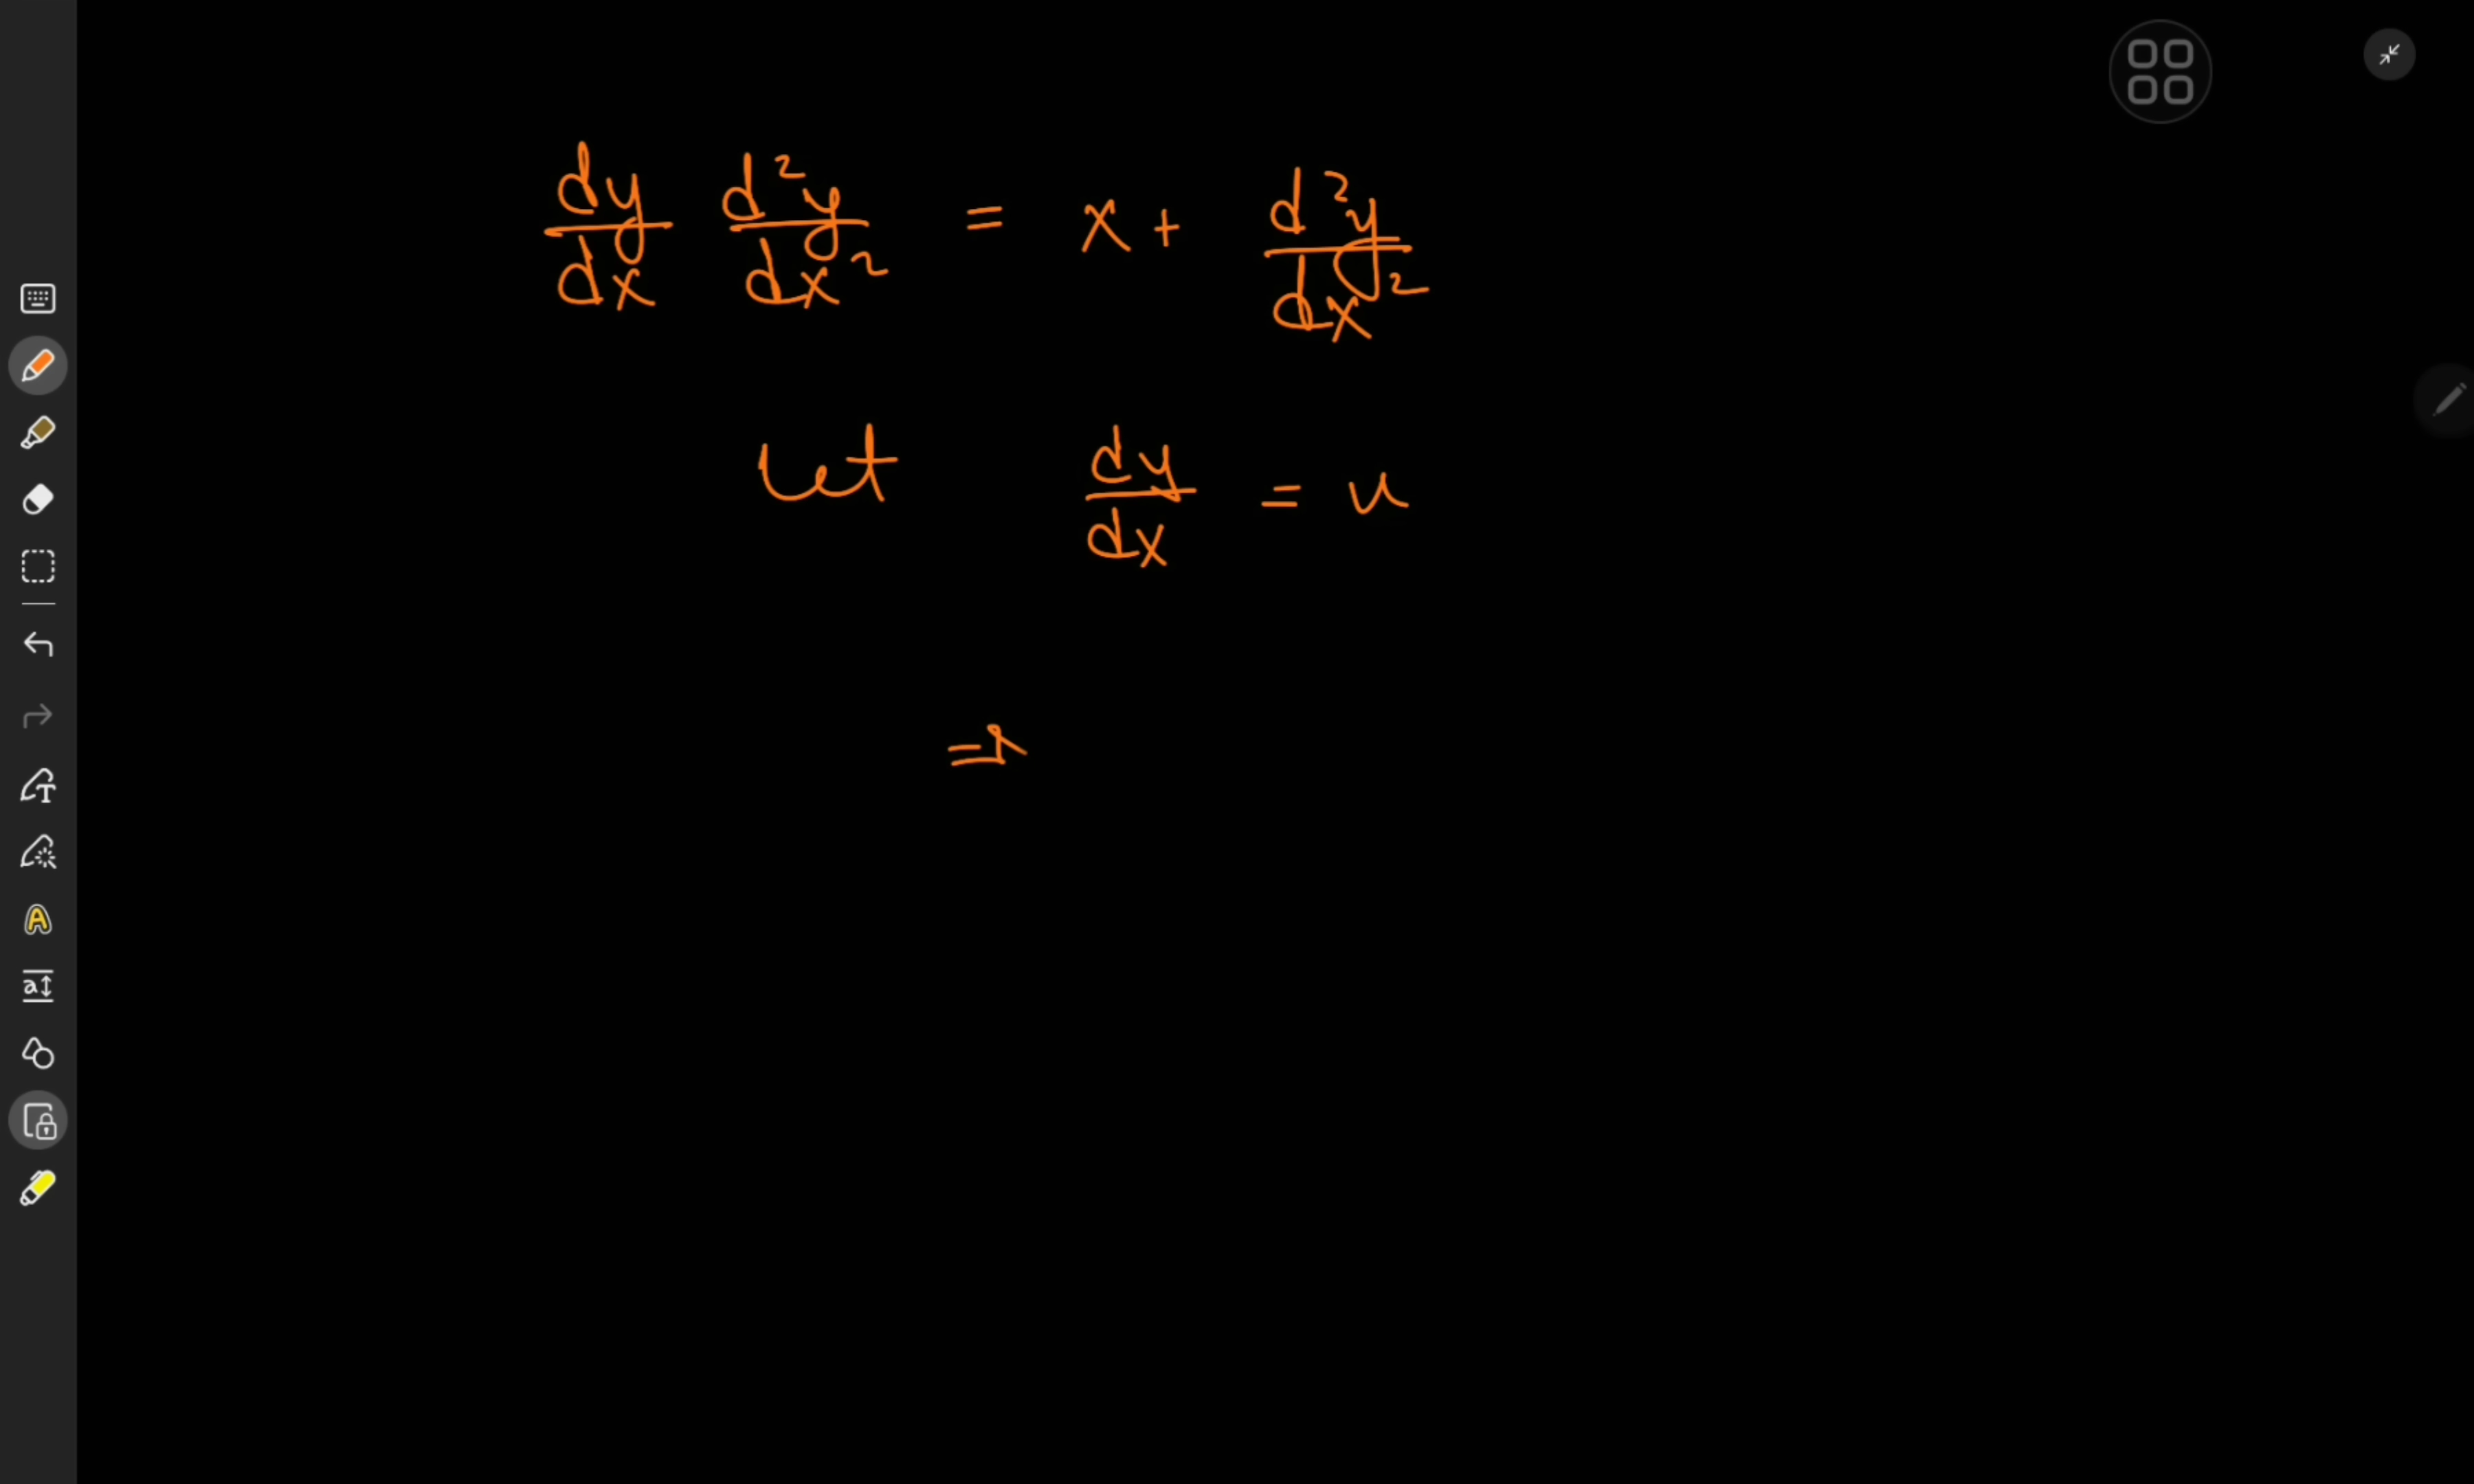 dy/dx d²y/dx² = x + d²y/dx²
let dy/dx = u
=